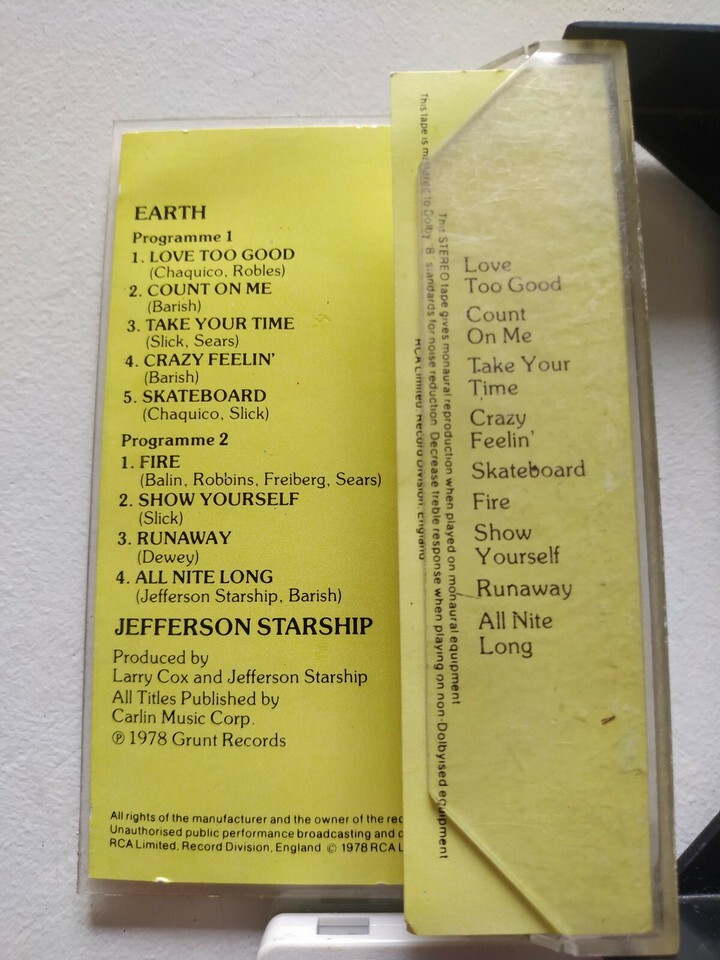 EARTH
Programme 1
1. LOVE TOO GOOD
(Chaquico, Robles)
2. COUNT ON ME
(Barish)
3. TAKE YOUR TIME
(Slick, Sears)
4. CRAZY FEELIN'
(Barish)
5. SKATEBOARD
(Chaquico, Slick)
Programme 2
1. FIRE
(Balin, Robbins, Freiberg, Sears)
2. SHOW YOURSELF
(Slick)
3. RUNAWAY
(Dewey)
4. ALL NITE LONG
(Jefferson Starship, Barish)
JEFFERSON STARSHIP
Produced by
Larry Cox and Jefferson Starship
All Titles Published by
Carlin Music Corp.
℗ 1978 Grunt Records
All rights of the manufacturer and the owner of the
Unauthorised public performance broadcasting and
RCA Limited, Record Division, England © 1978 RCA
This tape is mastered to Dolby 'B' standards for noise reduction. Decrease treble response when playing on non-Dolbyised equipment
This STEREO tape gives monaural reproduction when played on monaural equipment
RCA Limited Record Division, England
Love
Too Good
Count
On Me
Take Your
Time
Crazy
Feelin'
Skateboard
Fire
Show
Yourself
Runaway
All Nite
Long